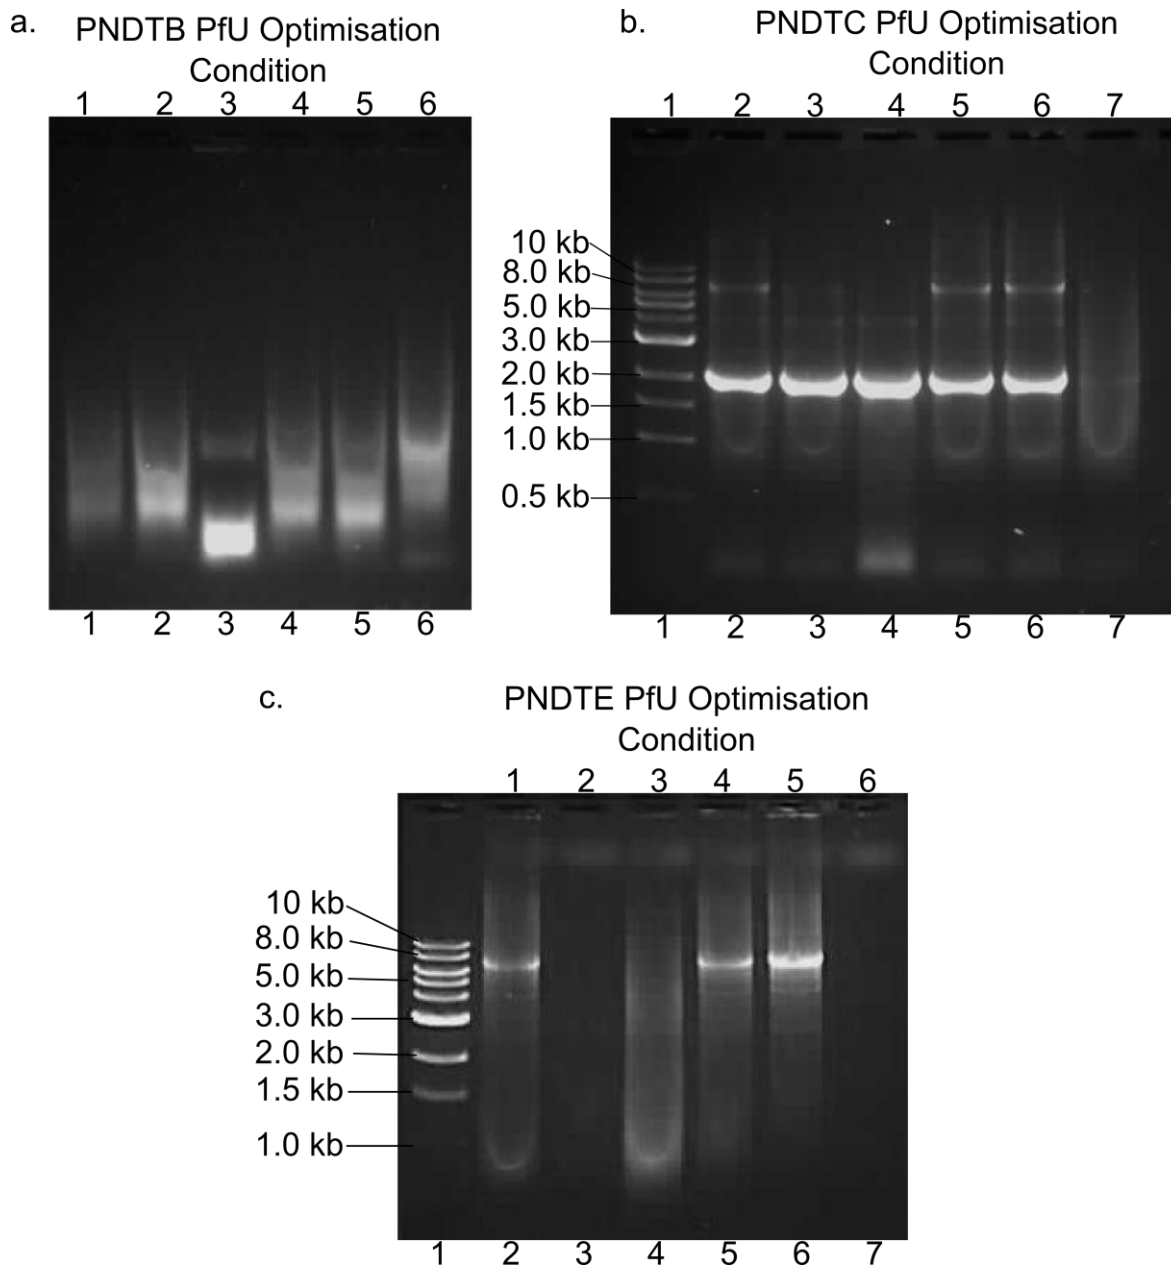 a. PNDTB PfU Optimisation
Condition
1 2 3 4 5 6
1 2 3 4 5 6
b. PNDTC PfU Optimisation
Condition
1 2 3 4 5 6 7
10 kb
8.0 kb
5.0 kb
3.0 kb
2.0 kb
1.5 kb
1.0 kb
0.5 kb
1 2 3 4 5 6 7
c. PNDTE PfU Optimisation
Condition
1 2 3 4 5 6
10 kb
8.0 kb
5.0 kb
3.0 kb
2.0 kb
1.5 kb
1.0 kb
1 2 3 4 5 6 7